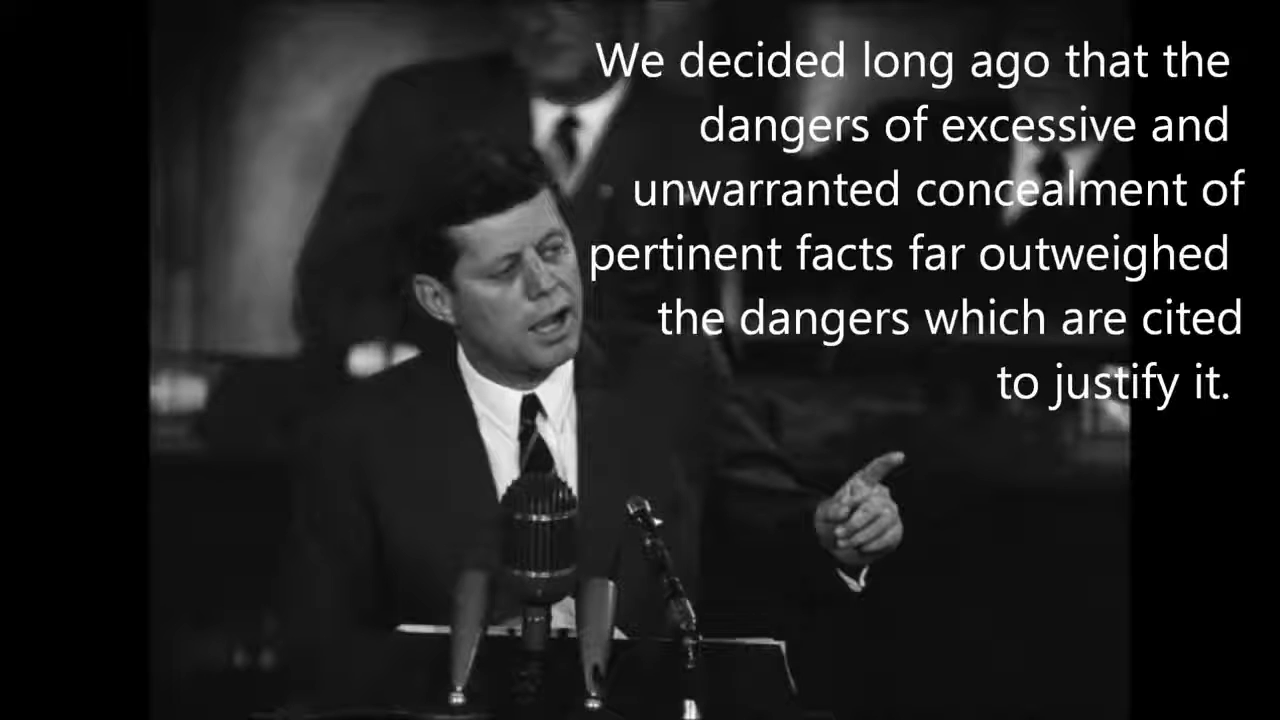 We decided long ago that the
dangers of excessive and
unwarranted concealment of
pertinent facts far outweighed
the dangers which are cited
to justify it.